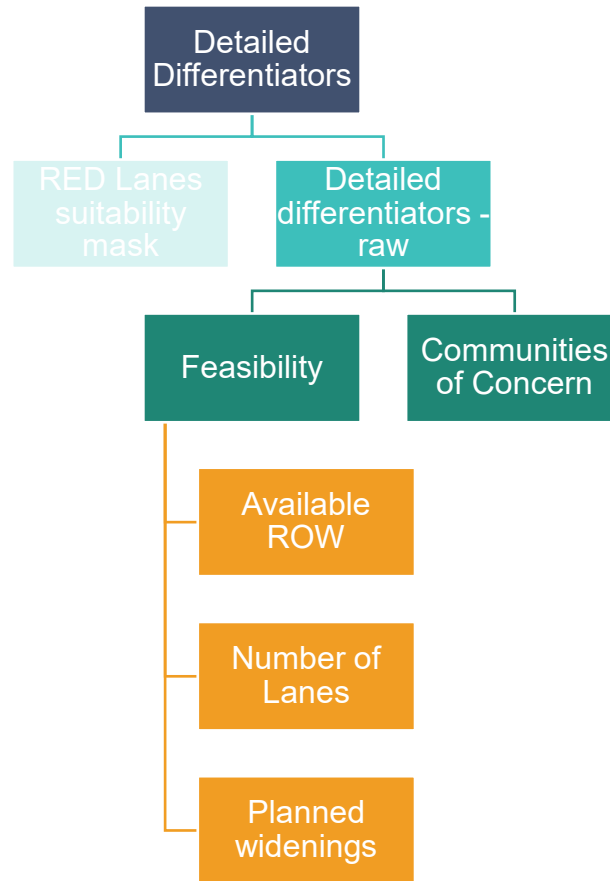 Detailed
Differentiators
RED Lanes
suitability
mask
Detailed
differentiators -
raw
Feasibility
Communities
of Concern
Available
ROW
Number of
Lanes
Planned
widenings